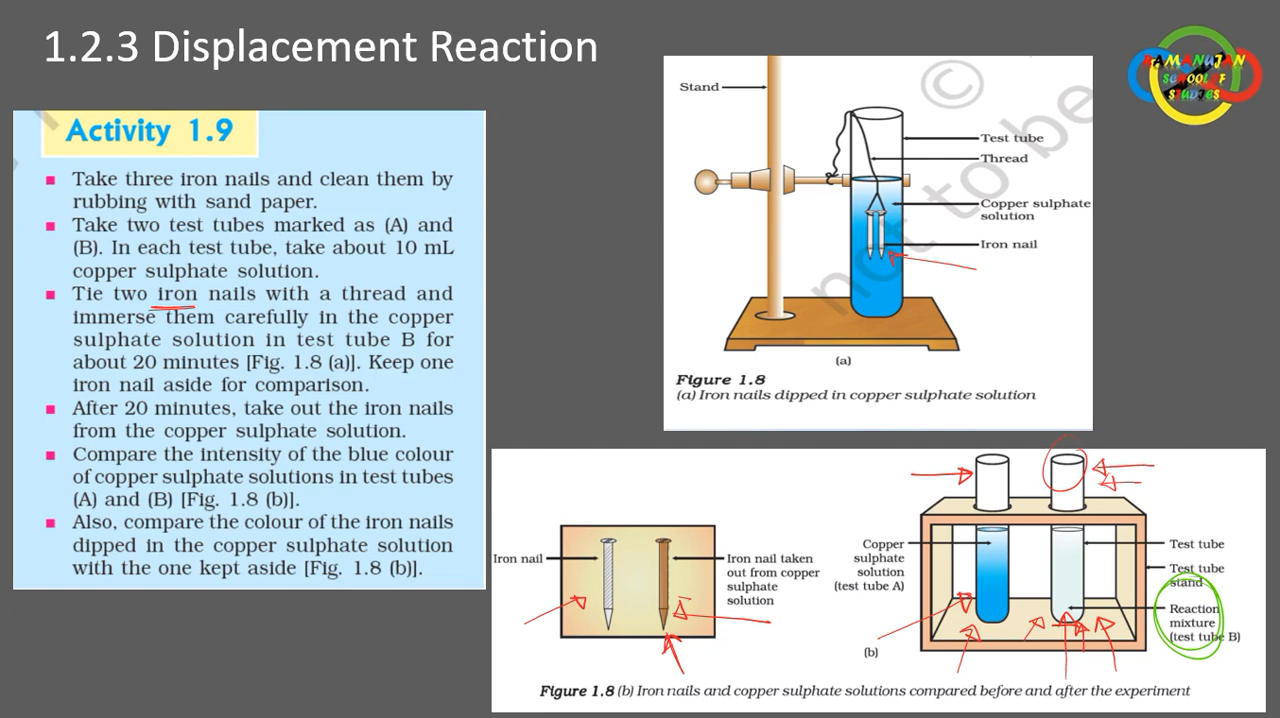 1.2.3 Displacement Reaction
RAMANUJAN
SCHOOL OF
STUDIES
Activity 1.9
Take three iron nails and clean them by
rubbing with sand paper.
Take two test tubes marked as (A) and
(B). In each test tube, take about 10 mL
copper sulphate solution.
Tie two iron nails with a thread and
immerse them carefully in the copper
sulphate solution in test tube B for
about 20 minutes [Fig. 1.8 (a)]. Keep one
iron nail aside for comparison.
After 20 minutes, take out the iron nails
from the copper sulphate solution.
Compare the intensity of the blue colour
of copper sulphate solutions in test tubes
(A) and (B) [Fig. 1.8 (b)].
Also, compare the colour of the iron nails
dipped in the copper sulphate solution
with the one kept aside [Fig. 1.8 (b)].
Stand
Test tube
Thread
Copper sulphate
solution
Iron nail
(a)
© not to be
Figure 1.8
(a) Iron nails dipped in copper sulphate solution
Iron nail
Iron nail taken
out from copper
sulphate
solution
Copper
sulphate
solution
(test tube A)
Test tube
Test tube
stand
Reaction
mixture
(test tube B)
(b)
Figure 1.8 (b) Iron nails and copper sulphate solutions compared before and after the experiment